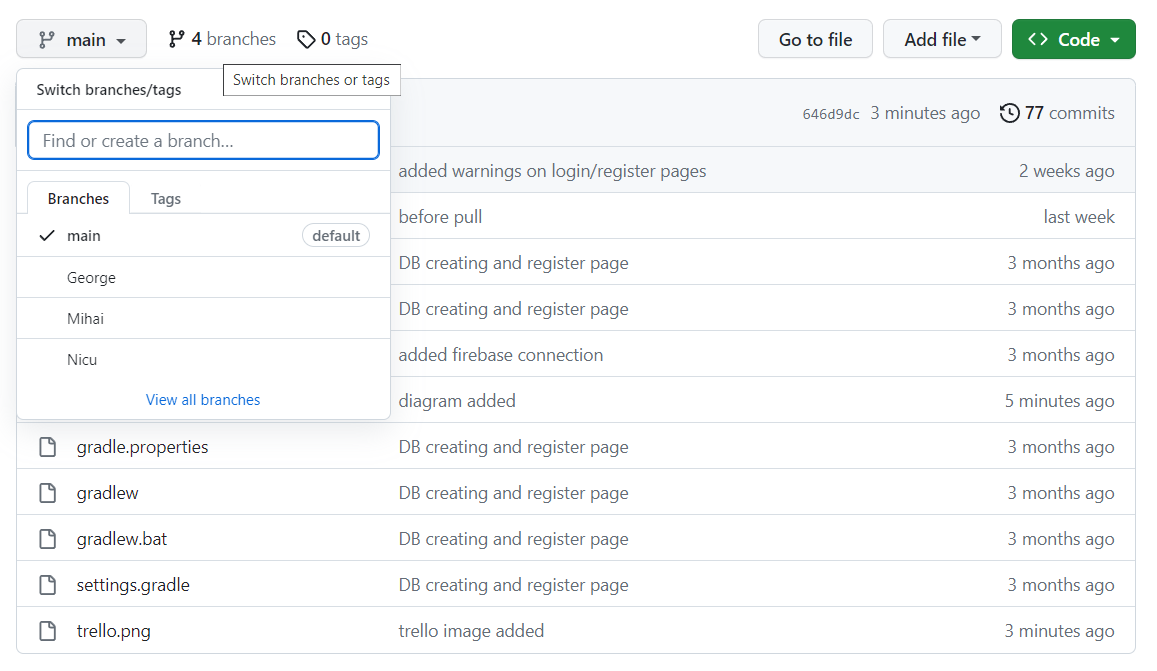 main 4 branches 0 tags Go to file Add file Code
Switch branches or tags
Switch branches/tags
646d9dc 3 minutes ago 77 commits
Find or create a branch...
added warnings on login/register pages 2 weeks ago
Branches Tags
before pull last week
main default
DB creating and register page 3 months ago
George
DB creating and register page 3 months ago
Mihai
added firebase connection 3 months ago
Nicu
View all branches
diagram added 5 minutes ago
gradle.properties DB creating and register page 3 months ago
gradlew DB creating and register page 3 months ago
gradlew.bat DB creating and register page 3 months ago
settings.gradle DB creating and register page 3 months ago
trello.png trello image added 3 minutes ago